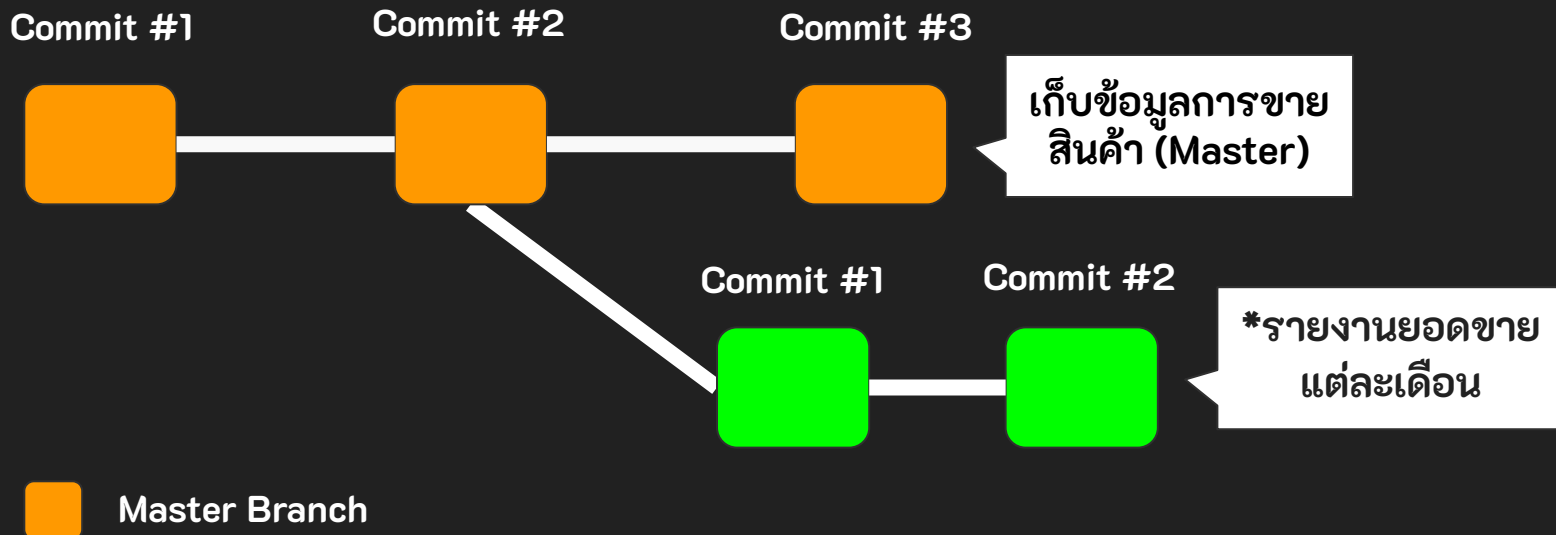 Commit #1
Commit #2
Commit #3
เก็บข้อมูลการขาย
สินค้า (Master)
Commit #1
Commit #2
*รายงานยอดขาย
แต่ละเดือน
Master Branch